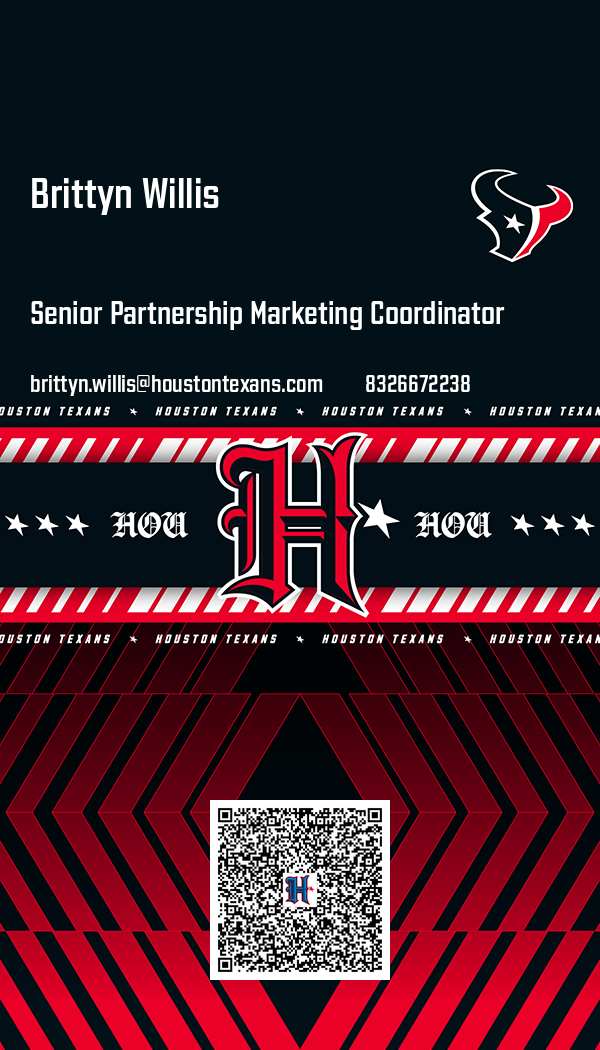 Brittyn Willis
Senior Partnership Marketing Coordinator
brittyn.willis@houstontexans.com 8326672238
OUSTON TEXANS ★ HOUSTON TEXANS ★ HOUSTON TEXANS ★ HOUSTON TEXAN
★ ★ ★ HOU H ★ HOU ★ ★ ★
OUSTON TEXANS ★ HOUSTON TEXANS ★ HOUSTON TEXANS ★ HOUSTON TEXAN
H